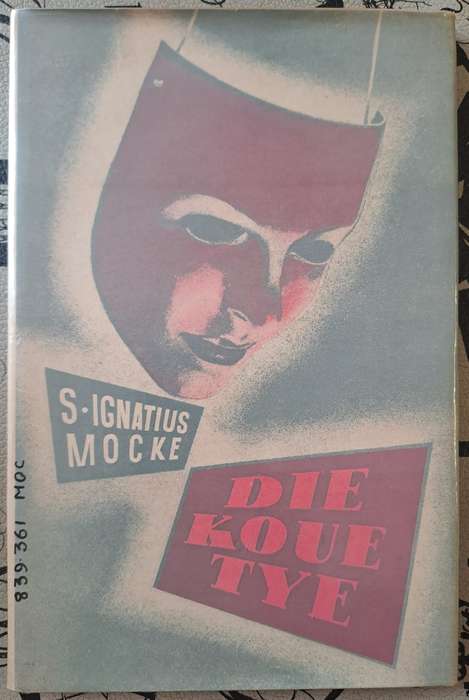 S·IGNATIUS
MOCKE
DIE
KOUE
TYE
839.361 MOC